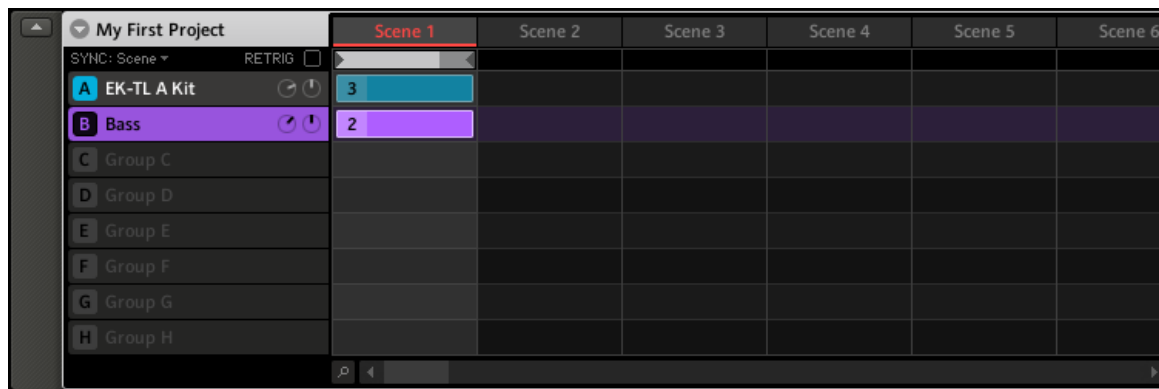 My First Project Scene 1 Scene 2 Scene 3 Scene 4 Scene 5 Scene 6
SYNC: Scene RETRIG
A EK-TL A Kit 3
B Bass 2
C Group C
D Group D
E Group E
F Group F
G Group G
H Group H